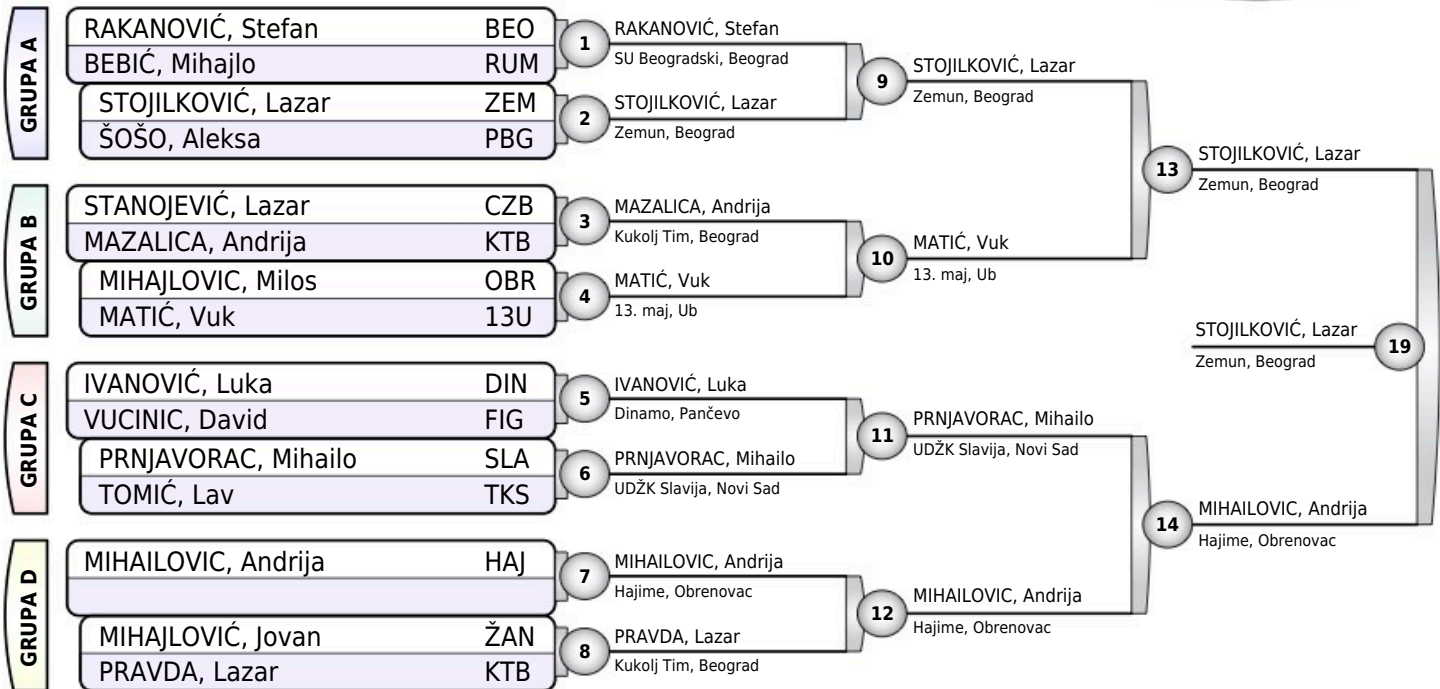 GRUPA A
RAKANOVIĆ, Stefan BEO
BEBIĆ, Mihajlo RUM
STOJILKOVIĆ, Lazar ZEM
ŠOŠO, Aleksa PBG
GRUPA B
STANOJEVIĆ, Lazar CZB
MAZALICA, Andrija KTB
MIHAJLOVIC, Milos OBR
MATIĆ, Vuk 13U
GRUPA C
IVANOVIĆ, Luka DIN
VUCINIC, David FIG
PRNJAVORAC, Mihailo SLA
TOMIĆ, Lav TKS
GRUPA D
MIHAILOVIC, Andrija HAJ
MIHAJLOVIĆ, Jovan ŽAN
PRAVDA, Lazar KTB
1
RAKANOVIĆ, Stefan
SU Beogradski, Beograd
2
STOJILKOVIĆ, Lazar
Zemun, Beograd
3
MAZALICA, Andrija
Kukolj Tim, Beograd
4
MATIĆ, Vuk
13. maj, Ub
5
IVANOVIĆ, Luka
Dinamo, Pančevo
6
PRNJAVORAC, Mihailo
UDŽK Slavija, Novi Sad
7
MIHAILOVIC, Andrija
Hajime, Obrenovac
8
PRAVDA, Lazar
Kukolj Tim, Beograd
9
STOJILKOVIĆ, Lazar
Zemun, Beograd
10
MATIĆ, Vuk
13. maj, Ub
11
PRNJAVORAC, Mihailo
UDŽK Slavija, Novi Sad
12
MIHAILOVIC, Andrija
Hajime, Obrenovac
13
STOJILKOVIĆ, Lazar
Zemun, Beograd
14
MIHAILOVIC, Andrija
Hajime, Obrenovac
STOJILKOVIĆ, Lazar
Zemun, Beograd
19